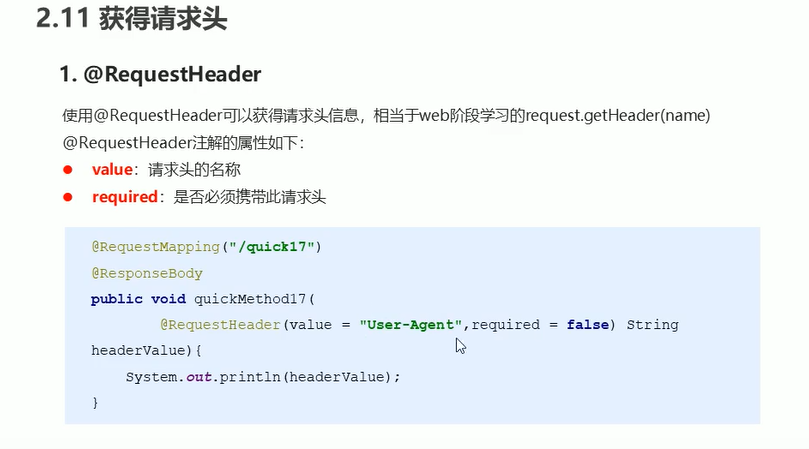 2.11 获得请求头
1. @RequestHeader
使用@RequestHeader可以获得请求头信息，相当于web阶段学习的request.getHeader(name)
@RequestHeader注解的属性如下：
● value：请求头的名称
● required：是否必须携带此请求头
@RequestMapping("/quick17")
@ResponseBody
public void quickMethod17(
@RequestHeader(value = "User-Agent",required = false) String
headerValue){
System.out.println(headerValue);
}